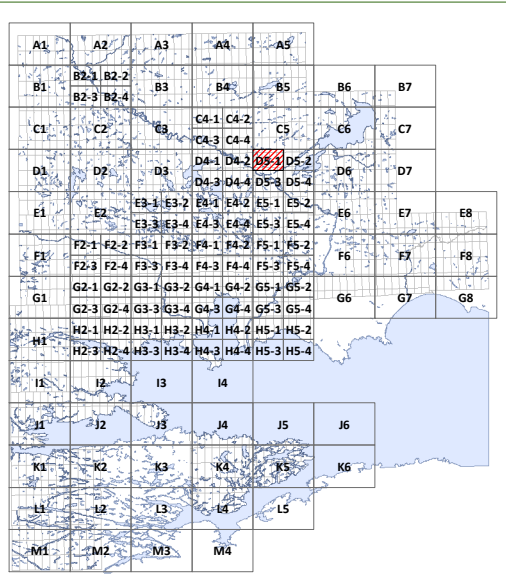 A1 A2 A3 A4 A5
B2-1 B2-2
B1 B3 B4 B5 B6 B7
B2-3 B2-4
C4-1 C4-2
C1 C2 C3 C5 C6 C7
C4-3 C4-4
D4-1 D4-2 D5-1 D5-2
D1 D2 D3 D6 D7
D4-3 D4-4 D5-3 D5-4
E3-1 E3-2 E4-1 E4-2 E5-1 E5-2
E1 E2 E6 E7 E8
E3-3 E3-4 E4-3 E4-4 E5-3 E5-4
F2-1 F2-2 F3-1 F3-2 F4-1 F4-2 F5-1 F5-2
F1 F6 F7 F8
F2-3 F2-4 F3-3 F3-4 F4-3 F4-4 F5-3 F5-4
G2-1 G2-2 G3-1 G3-2 G4-1 G4-2 G5-1 G5-2
G1 G6 G7 G8
G2-3 G2-4 G3-3 G3-4 G4-3 G4-4 G5-3 G5-4
H2-1 H2-2 H3-1 H3-2 H4-1 H4-2 H5-1 H5-2
H1
H2-3 H2-4 H3-3 H3-4 H4-3 H4-4 H5-3 H5-4
I1 I2 I3 I4
J1 J2 J3 J4 J5 J6
K1 K2 K3 K4 K5 K6
L1 L2 L3 L4 L5
M1 M2 M3 M4